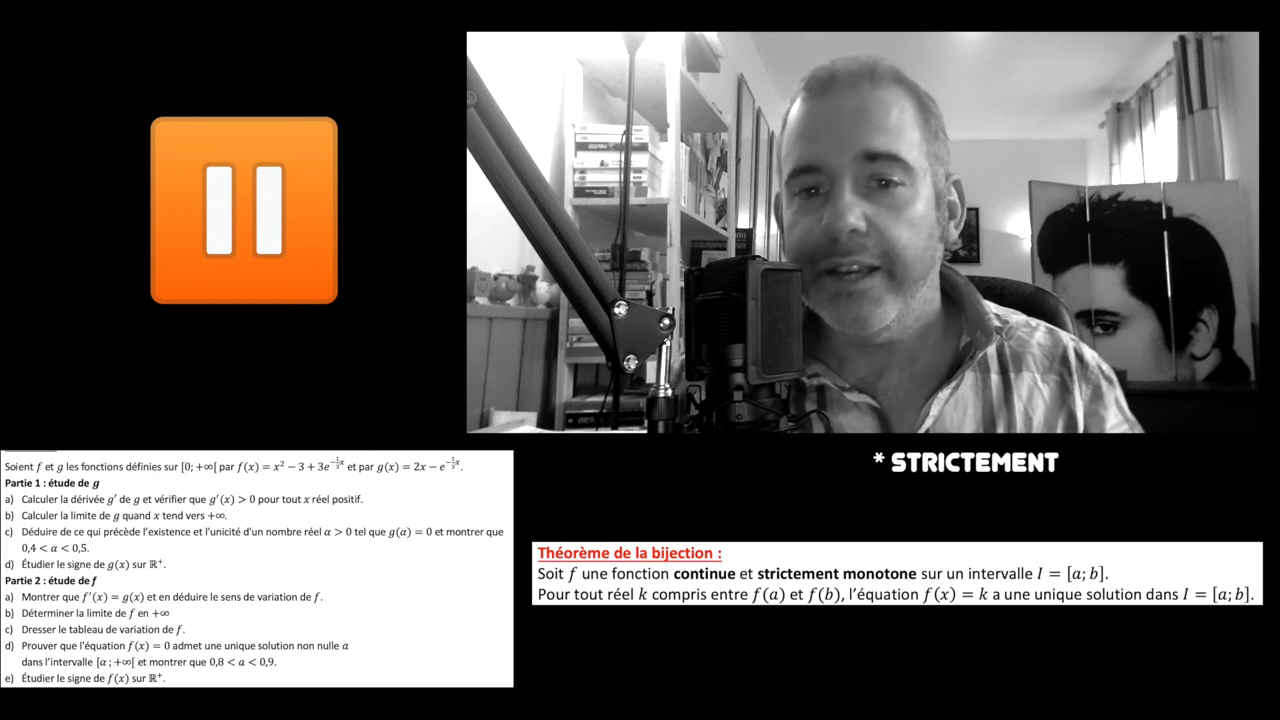 Soient f et g les fonctions définies sur [0; +∞[ par f(x) = x² − 3 + 3e^{−\frac{1}{3}x} et par g(x) = 2x − e^{−\frac{1}{3}x}.
Partie 1 : étude de g
a) Calculer la dérivée g′ de g et vérifier que g′(x) > 0 pour tout x réel positif.
b) Calculer la limite de g quand x tend vers +∞.
c) Déduire de ce qui précède l'existence et l'unicité d'un nombre réel α > 0 tel que g(α) = 0 et montrer que
0,4 < α < 0,5.
d) Étudier le signe de g(x) sur ℝ⁺.
Partie 2 : étude de f
a) Montrer que f′(x) = g(x) et en déduire le sens de variation de f.
b) Déterminer la limite de f en +∞
c) Dresser le tableau de variation de f.
d) Prouver que l'équation f(x) = 0 admet une unique solution non nulle a
dans l'intervalle [α ; +∞[ et montrer que 0,8 < a < 0,9.
e) Étudier le signe de f(x) sur ℝ⁺.
* STRICTEMENT
Théorème de la bijection :
Soit f une fonction continue et strictement monotone sur un intervalle I = [a; b].
Pour tout réel k compris entre f(a) et f(b), l'équation f(x) = k a une unique solution dans I = [a; b].